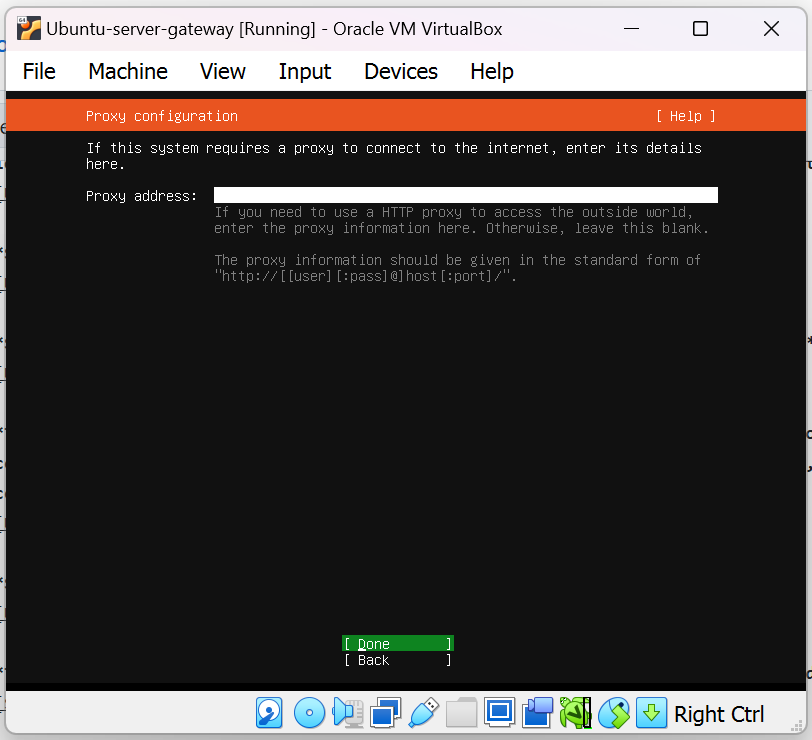 Ubuntu-server-gateway [Running] - Oracle VM VirtualBox
File Machine View Input Devices Help
Proxy configuration [ Help ]
If this system requires a proxy to connect to the internet, enter its details
here.
Proxy address:
If you need to use a HTTP proxy to access the outside world,
enter the proxy information here. Otherwise, leave this blank.
The proxy information should be given in the standard form of
"http://[[user][:pass]@]host[:port]/".
[ Done ]
[ Back ]
Right Ctrl